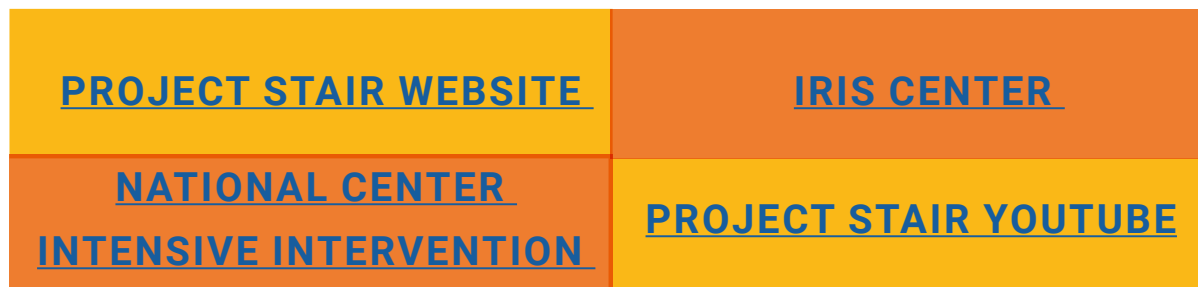 PROJECT STAIR WEBSITE
IRIS CENTER
NATIONAL CENTER
INTENSIVE INTERVENTION
PROJECT STAIR YOUTUBE